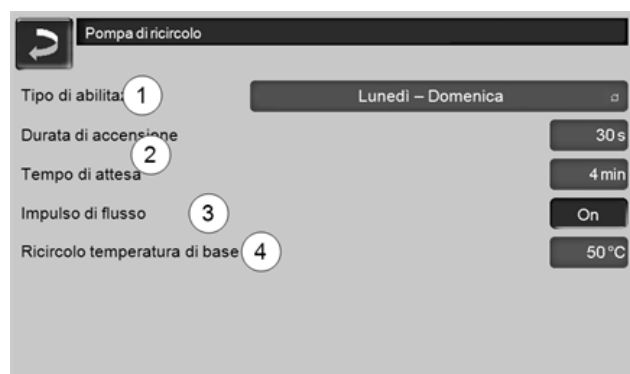 Pompa di ricircolo
Tipo di 1 Lunedì – Domenica
Durata di accensione 30 s
2
Tempo di attesa 4 min
Impulso di flusso 3 On
Ricircolo temperatura di base 4 50 °C